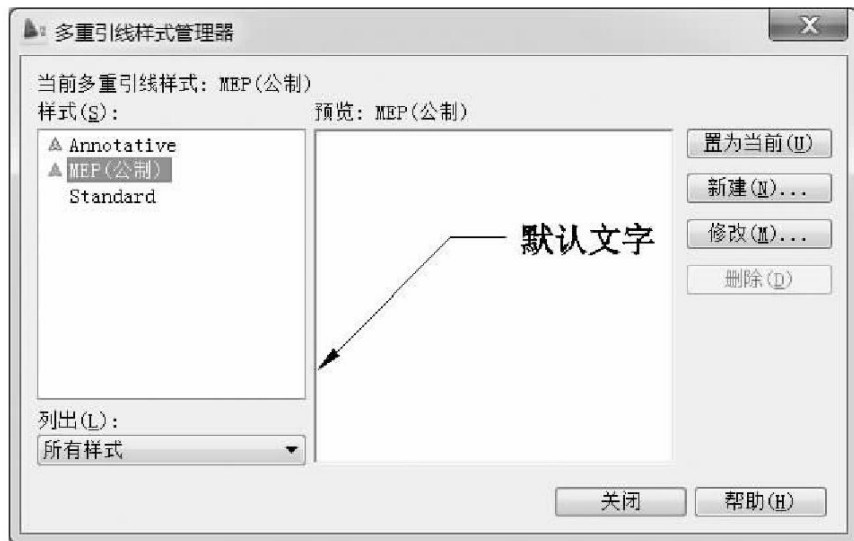 多重引线样式管理器
当前多重引线样式: MEP(公制)
样式(S):
预览: MEP(公制)
Annotative
MEP(公制)
Standard
默认文字
置为当前(U)
新建(N)...
修改(M)...
删除(D)
列出(L):
所有样式
关闭
帮助(H)